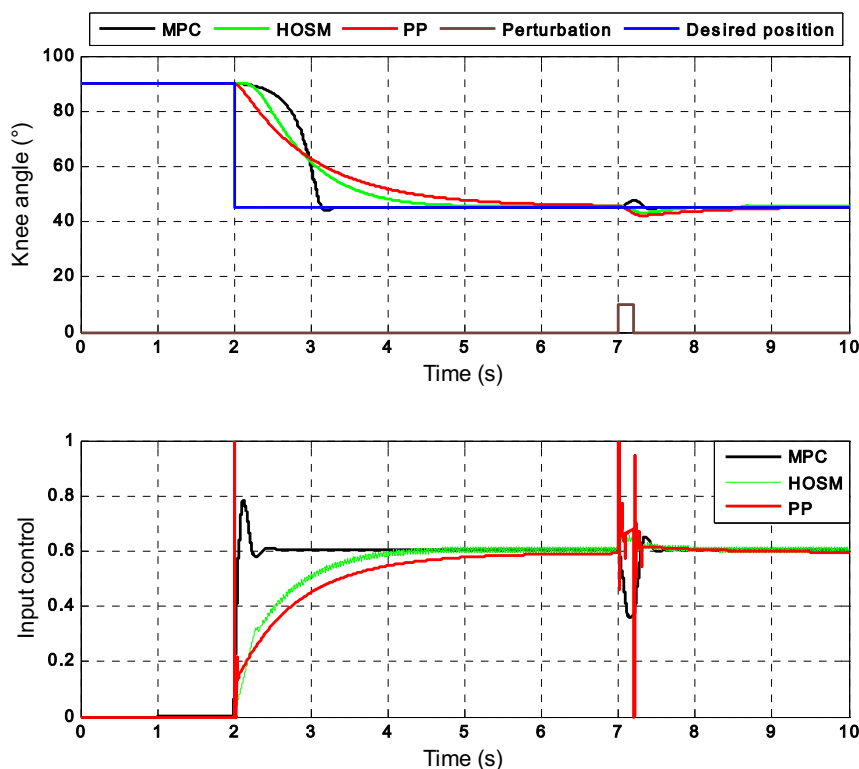 MPC HOSM PP Perturbation Desired position
100
80
60
40
20
0
Knee angle (°)
0 1 2 3 4 5 6 7 8 9 10
Time (s)
1
0.8
0.6
0.4
0.2
0
Input control
MPC
HOSM
PP
0 1 2 3 4 5 6 7 8 9 10
Time (s)